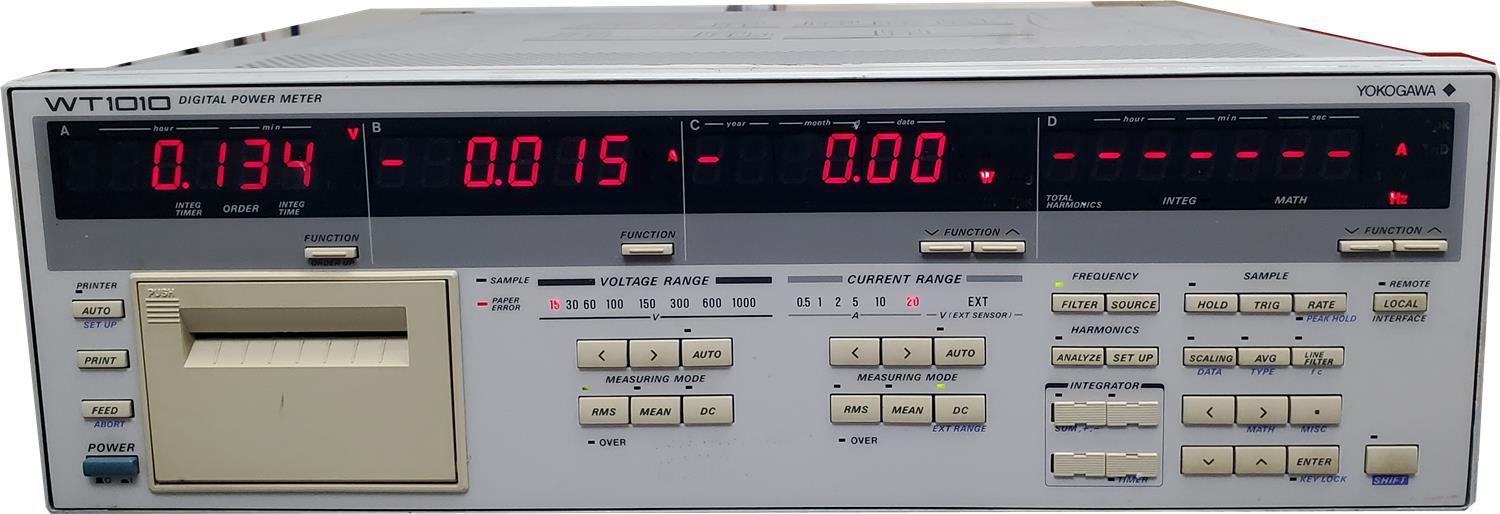 WT1010 DIGITAL POWER METER
YOKOGAWA
A hour min V
B A
C year month date
D hour min sec A
0.134
- 0.015
- 0.00 W
- - - - - - -
Hz
INTEG TIMER ORDER INTEG TIME
TOTAL HARMONICS INTEG MATH
FUNCTION
ORDER UP
FUNCTION
FUNCTION
FUNCTION
PRINTER
AUTO
SET UP
PRINT
FEED
ABORT
POWER
PUSH
SAMPLE
PAPER ERROR
VOLTAGE RANGE
15 30 60 100 150 300 600 1000
V
< > AUTO
MEASURING MODE
RMS MEAN DC
OVER
CURRENT RANGE
0.5 1 2 5 10 20 EXT
A V (EXT SENSOR)
< > AUTO
MEASURING MODE
RMS MEAN DC
EXT RANGE
OVER
FREQUENCY
FILTER SOURCE
HARMONICS
ANALYZE SET UP
INTEGRATOR
SUM, +, -
TIMER
SAMPLE
HOLD TRIG RATE
PEAK HOLD
SCALING AVG LINE FILTER
DATA TYPE fc
< > .
MATH MISC
ENTER
KEY LOCK
REMOTE
LOCAL
INTERFACE
SHIFT